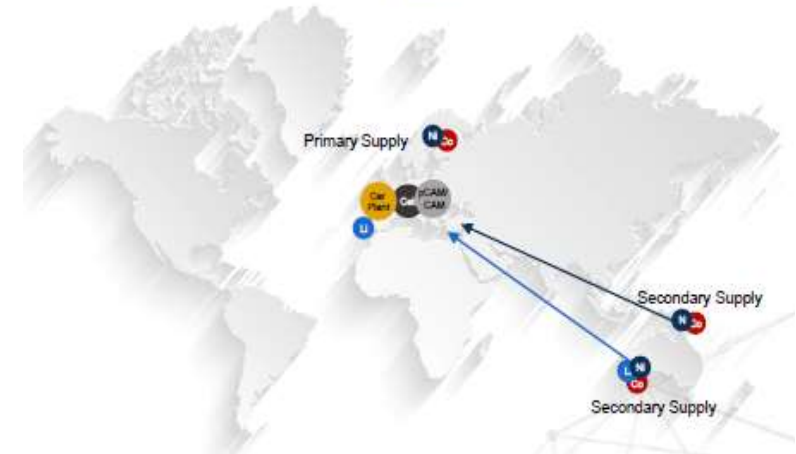 Primary Supply
Ni
Co
Car
Plant
Cell
pCAM/
CAM
Li
Secondary Supply
Ni
Co
Li
Ni
Co
Secondary Supply